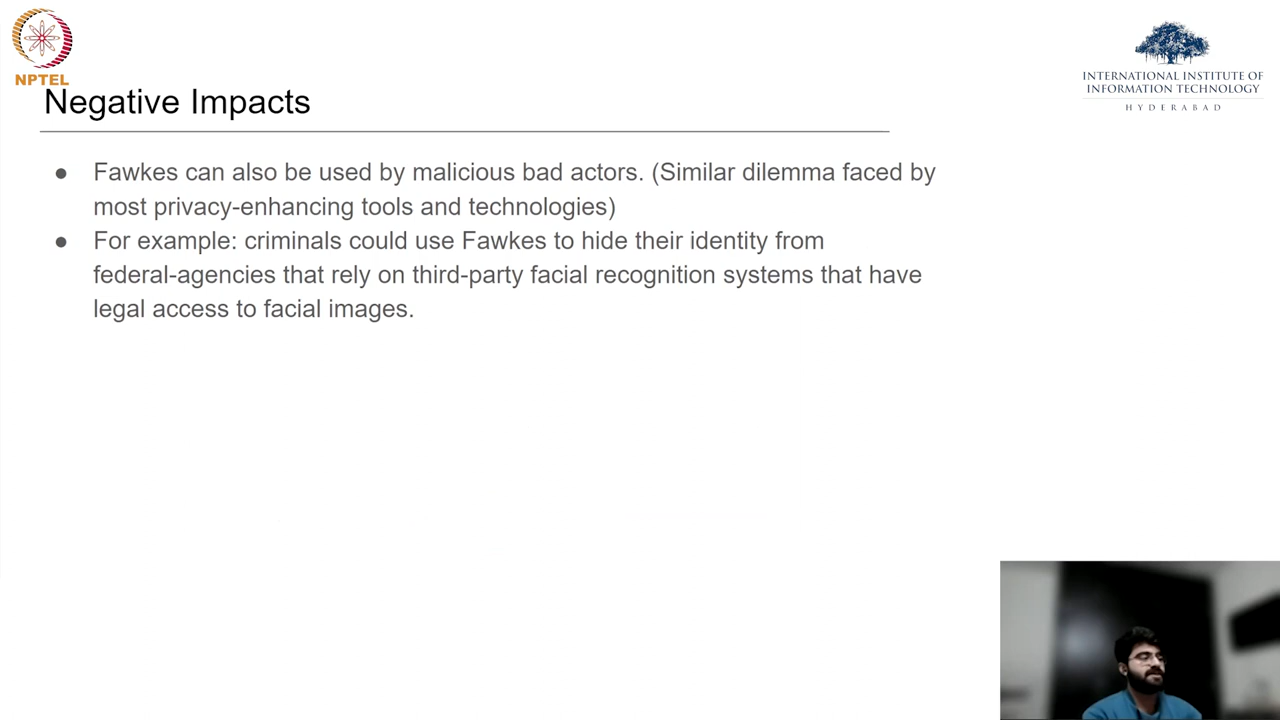 NPTEL
INTERNATIONAL INSTITUTE OF
INFORMATION TECHNOLOGY
HYDERABAD
Negative Impacts
● Fawkes can also be used by malicious bad actors. (Similar dilemma faced by
most privacy-enhancing tools and technologies)
● For example: criminals could use Fawkes to hide their identity from
federal-agencies that rely on third-party facial recognition systems that have
legal access to facial images.